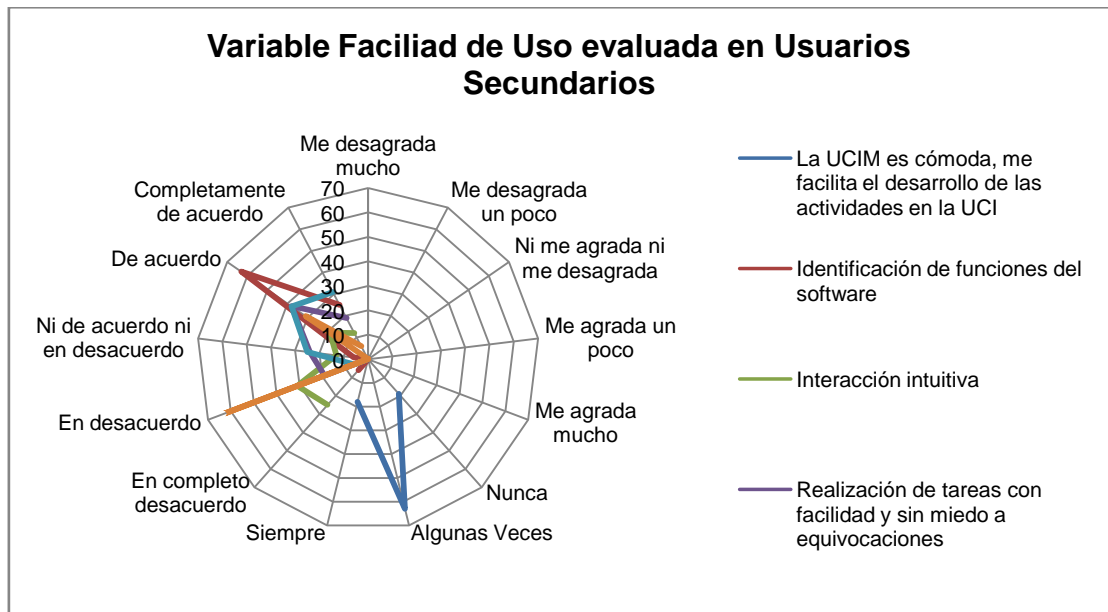 Variable Faciliad de Uso evaluada en Usuarios
Secundarios
Me desagrada
mucho
Me desagrada
un poco
Ni me agrada ni
me desagrada
Me agrada un
poco
Me agrada
mucho
Nunca
Algunas Veces
Siempre
En completo
desacuerdo
En desacuerdo
Ni de acuerdo ni
en desacuerdo
De acuerdo
Completamente
de acuerdo
70
60
50
40
30
20
10
0
La UCIM es cómoda, me
facilita el desarrollo de las
actividades en la UCI
Identificación de funciones del
software
Interacción intuitiva
Realización de tareas con
facilidad y sin miedo a
equivocaciones